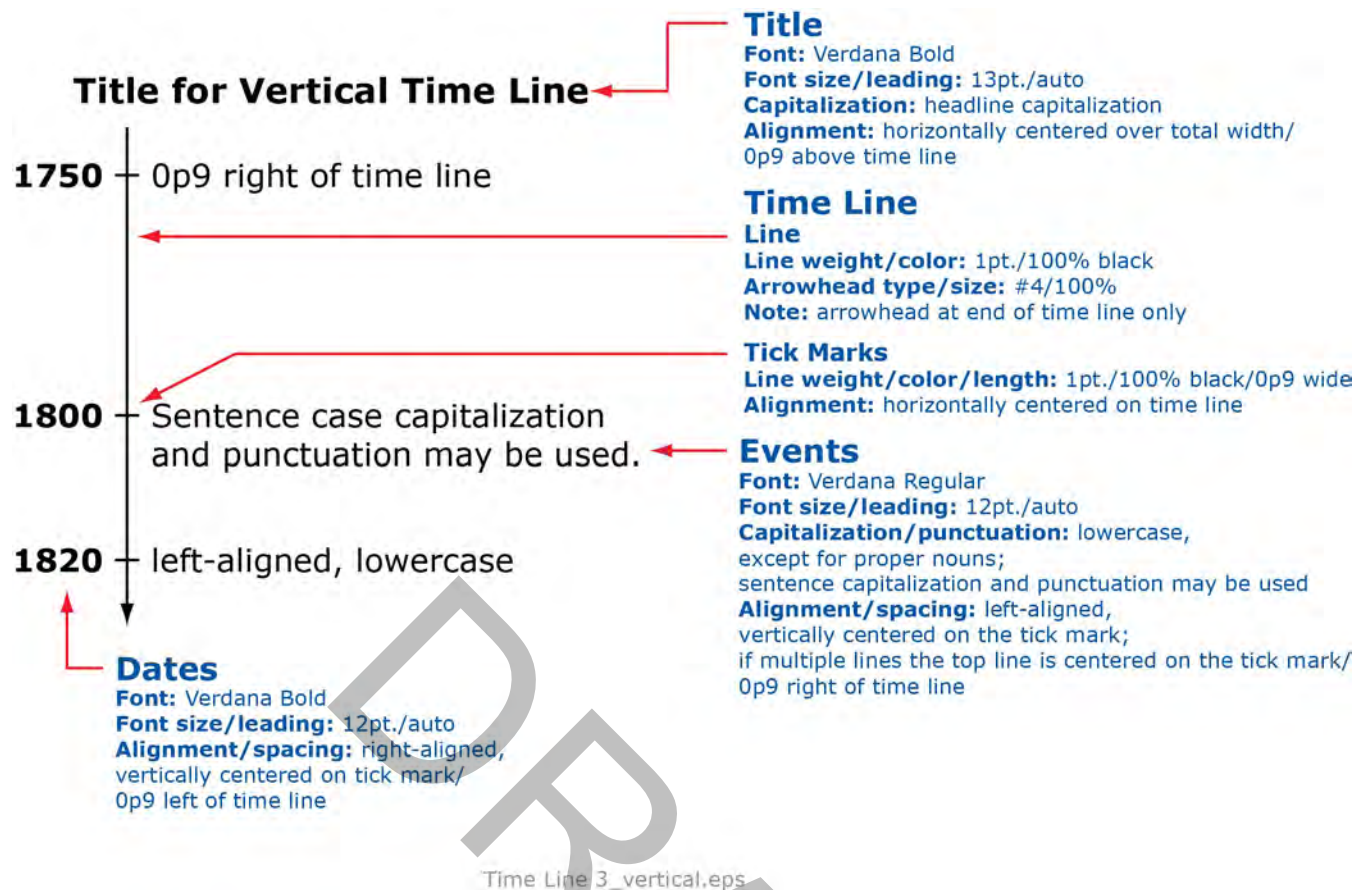 Title for Vertical Time Line
1750
0p9 right of time line
1800
Sentence case capitalization
and punctuation may be used.
1820
left-aligned, lowercase
Title
Font: Verdana Bold
Font size/leading: 13pt./auto
Capitalization: headline capitalization
Alignment: horizontally centered over total width/
0p9 above time line
Time Line
Line
Line weight/color: 1pt./100% black
Arrowhead type/size: #4/100%
Note: arrowhead at end of time line only
Tick Marks
Line weight/color/length: 1pt./100% black/0p9 wide
Alignment: horizontally centered on time line
Events
Font: Verdana Regular
Font size/leading: 12pt./auto
Capitalization/punctuation: lowercase,
except for proper nouns;
sentence capitalization and punctuation may be used
Alignment/spacing: left-aligned,
vertically centered on the tick mark;
if multiple lines the top line is centered on the tick mark/
0p9 right of time line
Dates
Font: Verdana Bold
Font size/leading: 12pt./auto
Alignment/spacing: right-aligned,
vertically centered on tick mark/
0p9 left of time line
Time Line 3_vertical.eps